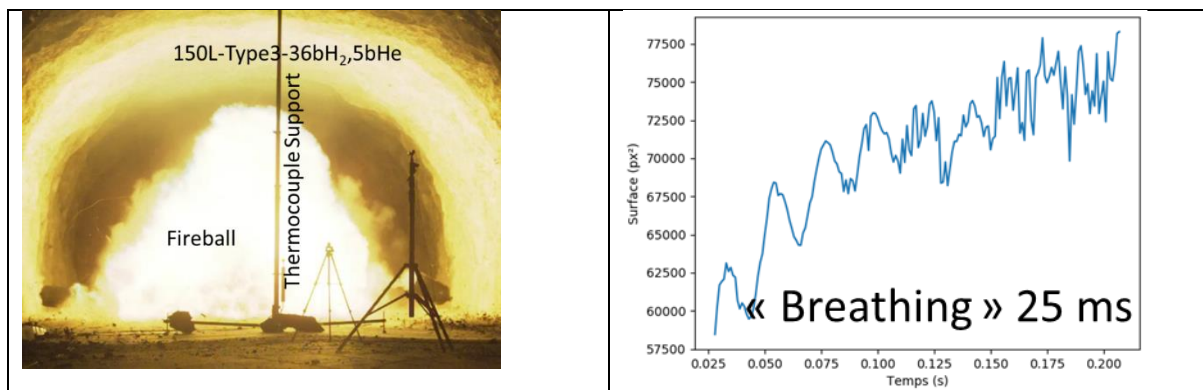 150L-Type3-36bH₂,5bHe
Thermocouple Support
Fireball
77500
75000
72500
70000
67500
65000
62500
60000
57500
Surface (px²)
« Breathing » 25 ms
0.025 0.050 0.075 0.100 0.125 0.150 0.175 0.200
Temps (s)